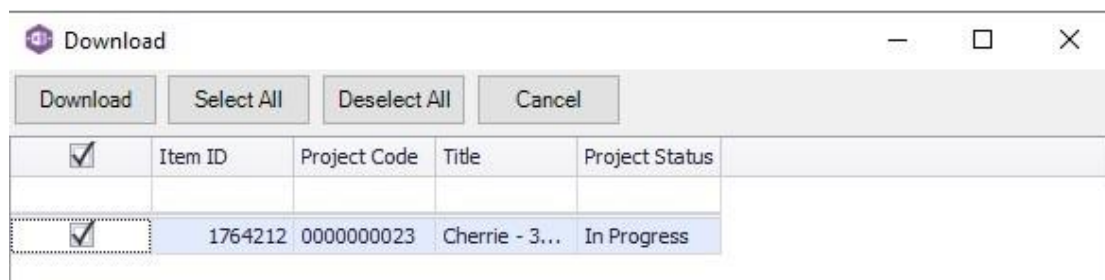 Download
Download Select All Deselect All Cancel
Item ID Project Code Title Project Status
1764212 0000000023 Cherrie - 3... In Progress